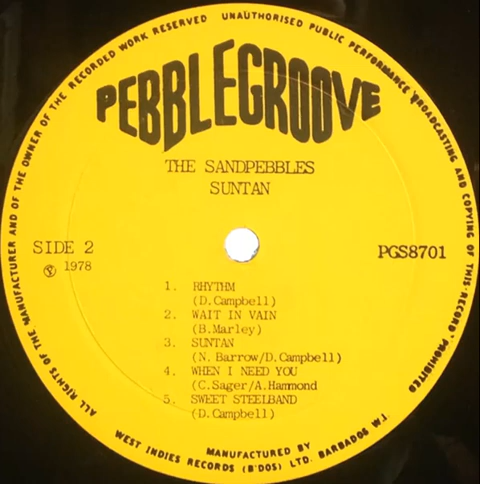 ALL RIGHTS OF THE MANUFACTURER AND OF THE OWNER OF THE RECORDED WORK RESERVED UNAUTHORISED PUBLIC PERFORMANCE BROADCASTING AND COPYING OF THIS RECORD PROHIBITED
PEBBLEGROOVE
THE SANDPEBBLES
SUNTAN
SIDE 2
PGS8701
1978
1. RHYTHM
(D.Campbell)
2. WAIT IN VAIN
(B.Marley)
3. SUNTAN
(N. Barrow/D.Campbell)
4. WHEN I NEED YOU
(C.Sager/A.Hammond
5. SWEET STEELBAND
(D.Campbell)
MANUFACTURED BY
WEST INDIES RECORDS (B'DOS) LTD. BARBADOS W.I.